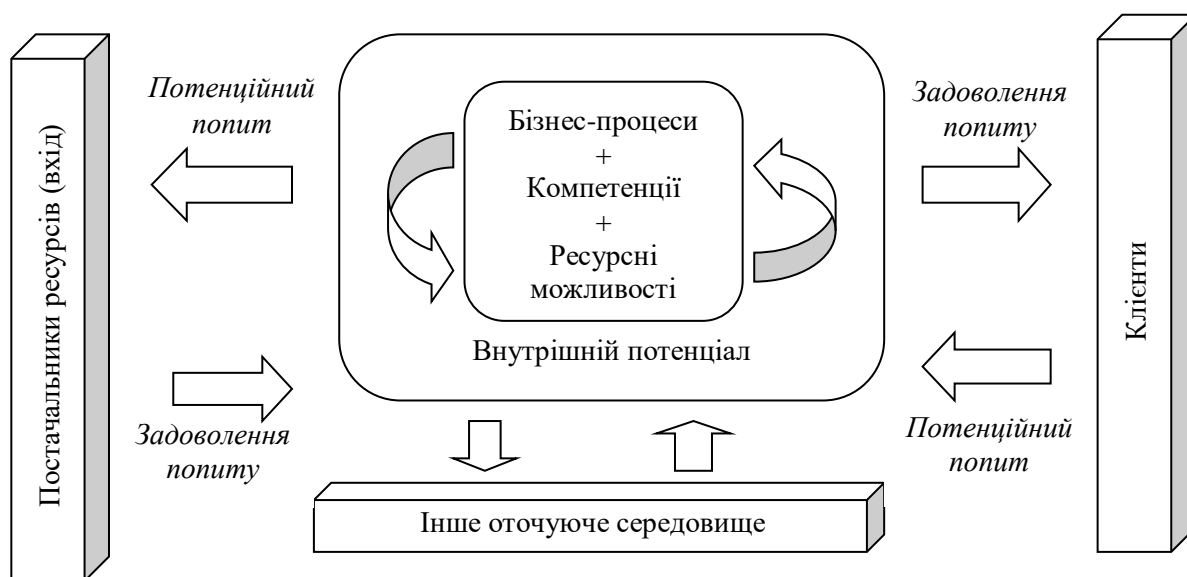 Постачальники ресурсів (вхід)
Потенційний
попит
Задоволення
попиту
Бізнес-процеси
+
Компетенції
+
Ресурсні
можливості
Внутрішній потенціал
Інше оточуюче середовище
Задоволення
попиту
Потенційний
попит
Клієнти